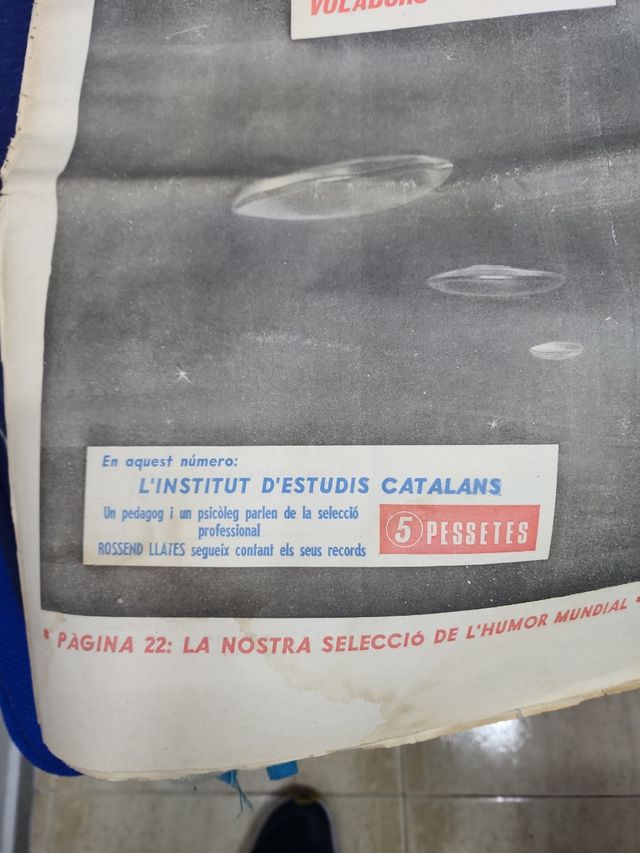 VOLADORS
En aquest número:
L'INSTITUT D'ESTUDIS CATALANS
Un pedagog i un psicòleg parlen de la selecció
professional
ROSSEND LLATES segueix contant els seus records
5 PESSETES
* PÀGINA 22: LA NOSTRA SELECCIÓ DE L'HUMOR MUNDIAL *